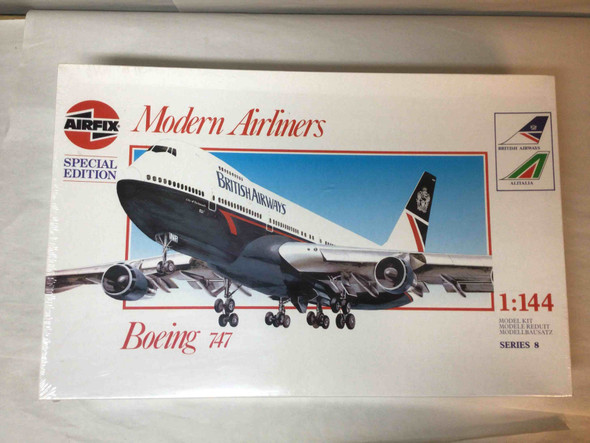 AIRFIX
Modern Airliners
SPECIAL
EDITION
BRITISH AIRWAYS
ALITALIA
BRITISH AIRWAYS
Boeing 747
1:144
MODEL KIT
MODELE REDUIT
MODELLBAUSATZ
SERIES 8